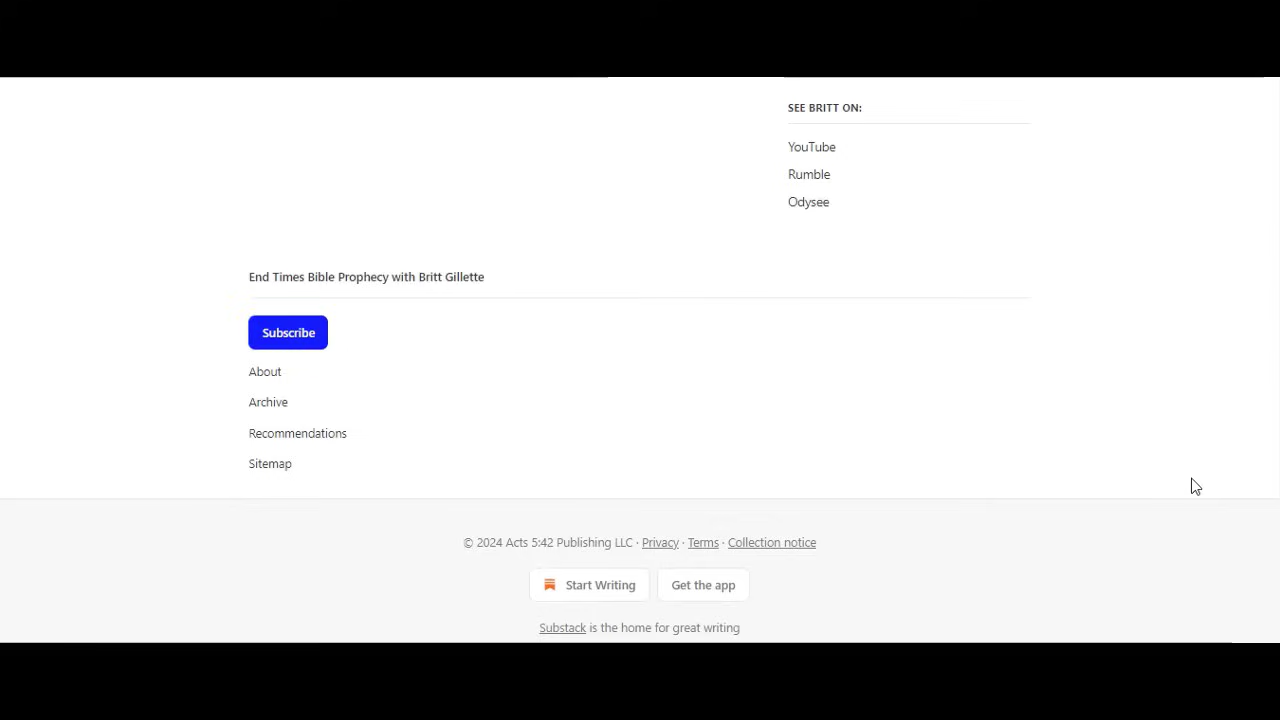 SEE BRITT ON:
YouTube
Rumble
Odysee
End Times Bible Prophecy with Britt Gillette
Subscribe
About
Archive
Recommendations
Sitemap
© 2024 Acts 5:42 Publishing LLC · Privacy · Terms · Collection notice
Start Writing Get the app
Substack is the home for great writing